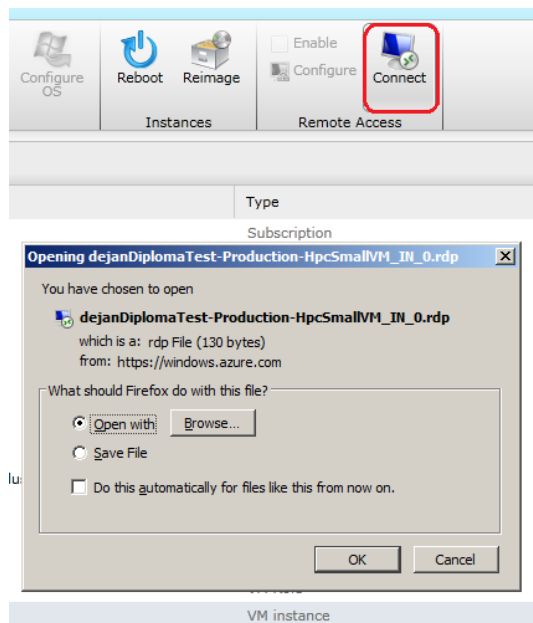 Configure
OS
Reboot
Reimage
Enable
Configure
Connect
Instances
Remote Access
Type
Subscription
Opening dejanDiplomaTest-Production-HpcSmallVM_IN_0.rdp
You have chosen to open
dejanDiplomaTest-Production-HpcSmallVM_IN_0.rdp
which is a: rdp File (130 bytes)
from: https://windows.azure.com
What should Firefox do with this file?
Open with
Browse...
Save File
Do this automatically for files like this from now on.
OK
Cancel
VM instance